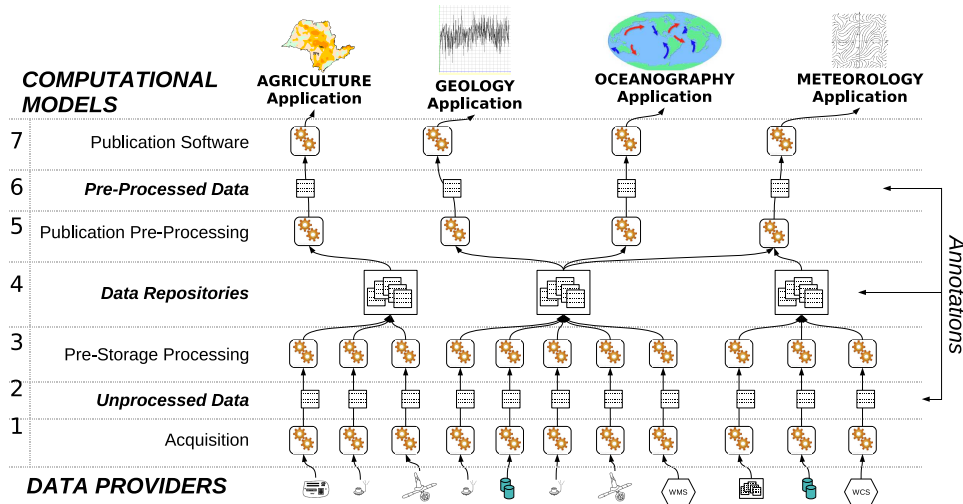 COMPUTATIONAL
MODELS
AGRICULTURE
Application
GEOLOGY
Application
OCEANOGRAPHY
Application
METEOROLOGY
Application
7
Publication Software
6
Pre-Processed Data
5
Publication Pre-Processing
4
Data Repositories
3
Pre-Storage Processing
2
Unprocessed Data
1
Acquisition
DATA PROVIDERS
WMS
WCS
Annotations